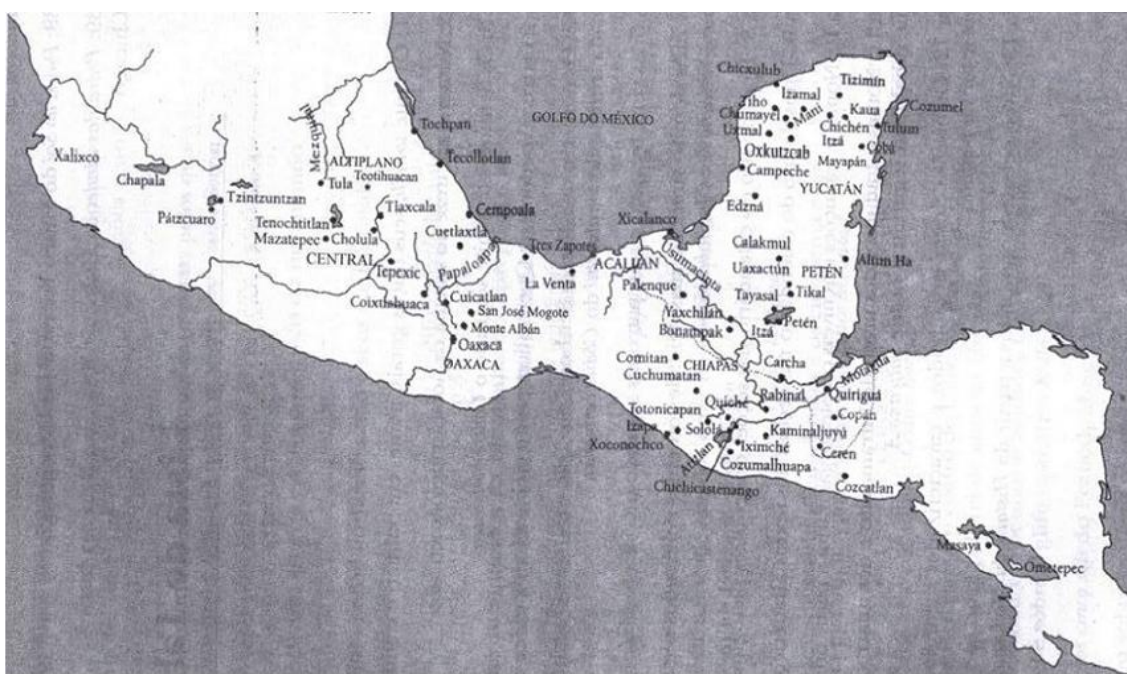 Chicxulub
Tizimín
Izamal
Cozumel
Tiho
Mani
Kaua
Chumayel
GOLFO DO MÉXICO
Tulum
Uxmal
Chichén
Itzá
Tochpan
Cobá
Oxkutzcab
Mayapán
Xalixco
Mezquital
Tecollotlan
ALTIPLANO
Chapala
Teotihuacan
Campeche
YUCATÁN
Tula
Edzná
Tzintzuntzan
Pátzcuaro
Tlaxcala
Cempoala
Xicalanco
Tenochtitlan
Mazatepec
Cholula
Cuetlaxtla
Calakmul
CENTRAL
Papaloapan
Tres Zapotes
Usumacinta
Altun Ha
ACALLAN
Uaxactún
PETÉN
Tepexic
La Venta
Palenque
Tikal
Coixtlahuaca
Cuicatlan
Tayasal
San José Mogote
Yaxchilán
Petén
Itzá
Monte Albán
Bonampak
Oaxaca
OAXACA
Comitan
CHIAPAS
Carcha
Motagua
Cuchumatan
Rabinal
Quiriguá
Quiché
Totonicapan
Copán
Izapa
Sololá
Kaminaljuyú
Xoconochco
Iximché
Cerén
Atitlan
Cozumalhuapa
Chichicastenango
Cozcatlan
Masaya
Ometepec